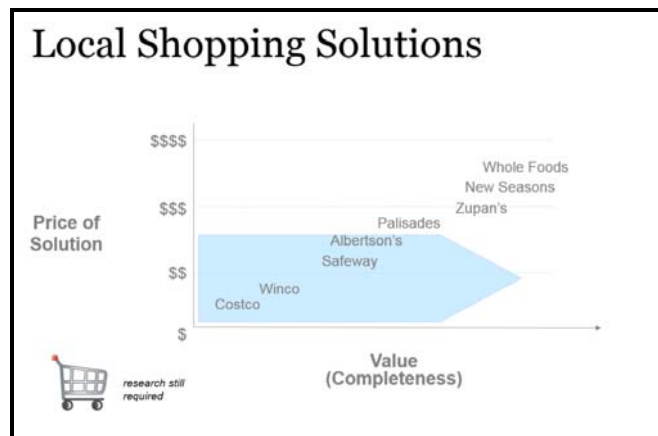 Local Shopping Solutions
$$$$
Whole Foods
New Seasons
$$$
Zupan's
Price of
Solution
Palisades
Albertson's
Safeway
$$
Winco
Costco
$
Value
(Completeness)
research still
required